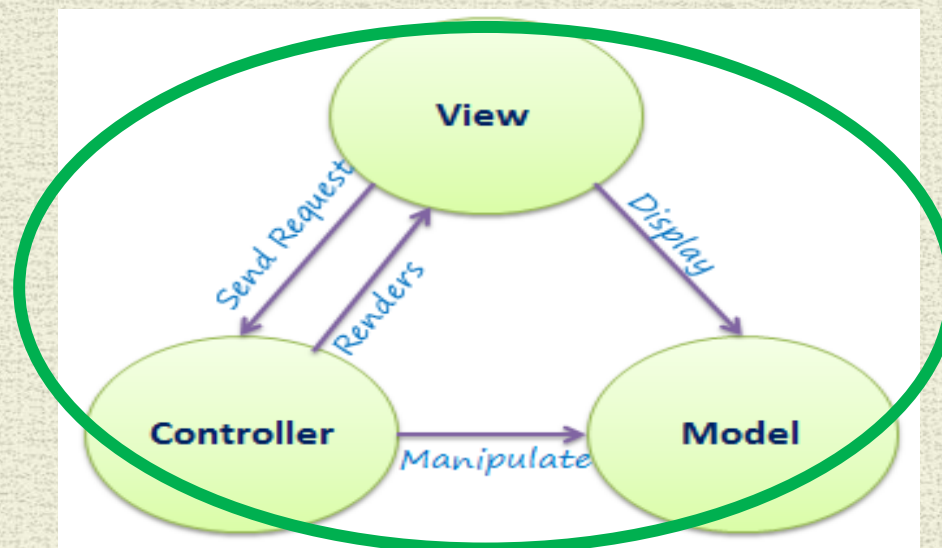 View
Send Request
Display
Renders
Controller
Manipulate
Model